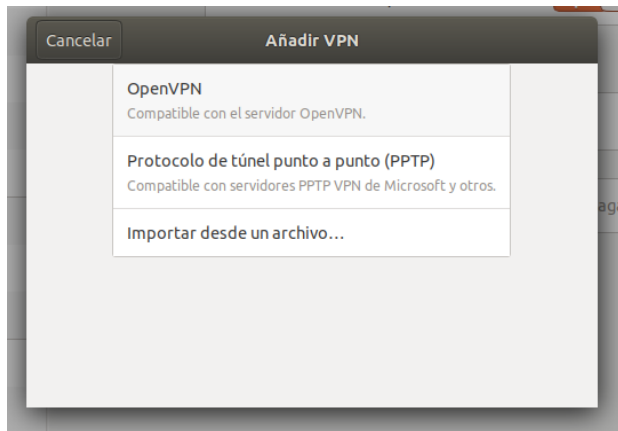 Cancelar
Añadir VPN
OpenVPN
Compatible con el servidor OpenVPN.
Protocolo de túnel punto a punto (PPTP)
Compatible con servidores PPTP VPN de Microsoft y otros.
Importar desde un archivo…